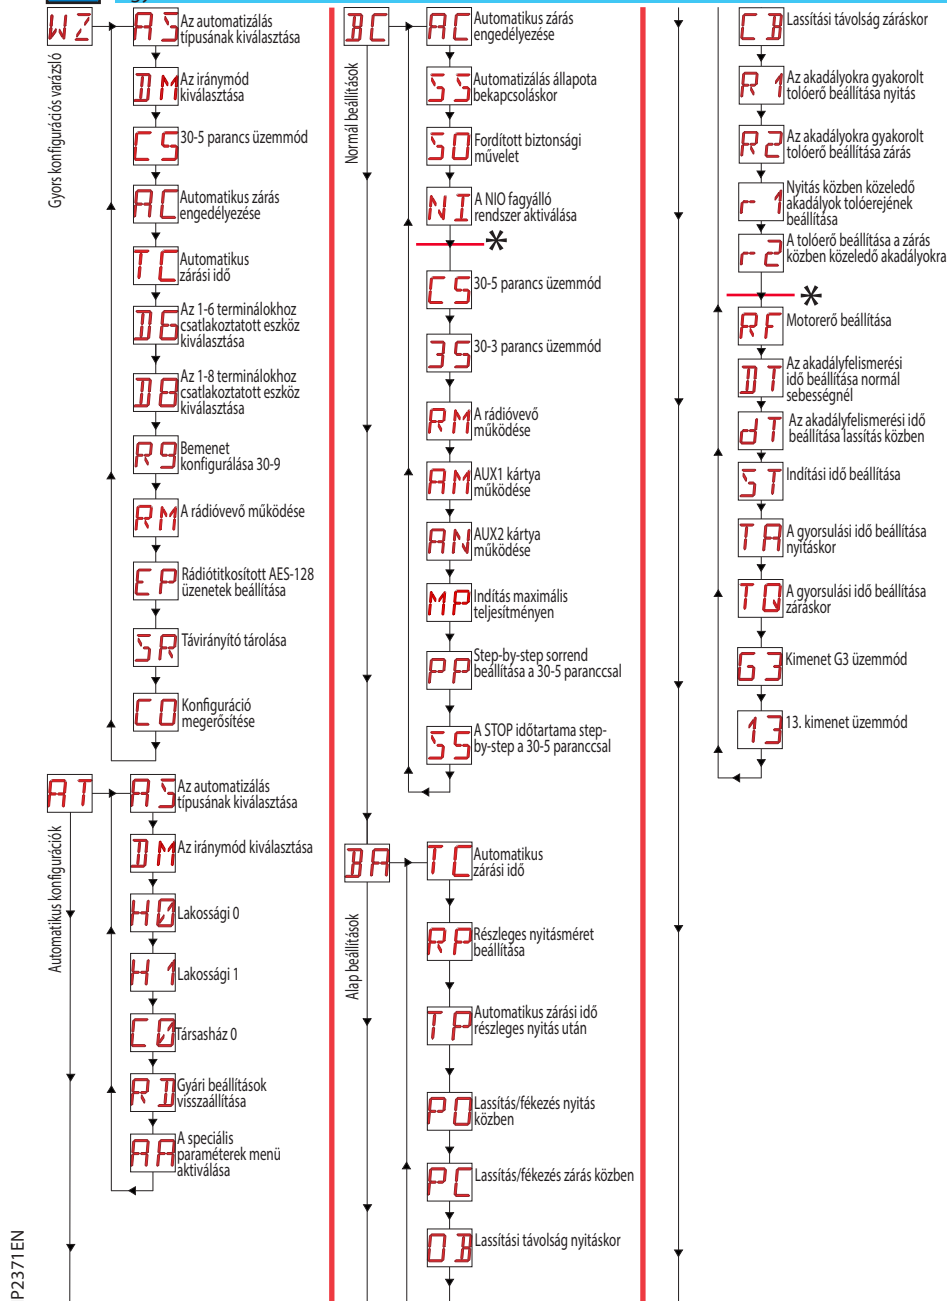 WZ
Gyors konfigurációs varázsló
AS
Az automatizálás
típusának kiválasztása
DM
Az iránymód
kiválasztása
CS
30-5 parancs üzemmód
AC
Automatikus zárás
engedélyezése
TC
Automatikus
zárási idő
D6
Az 1-6 terminálokhoz
csatlakoztatott eszköz
kiválasztása
D8
Az 1-8 terminálokhoz
csatlakoztatott eszköz
kiválasztása
R9
Bemenet
konfigurálása 30-9
RM
A rádióvevő működése
EP
Rádiótitkosított AES-128
üzenetek beállítása
SR
Távirányító tárolása
CO
Konfiguráció
megerősítése
AT
Automatikus konfigurációk
AS
Az automatizálás
típusának kiválasztása
DM
Az iránymód kiválasztása
H0
Lakossági 0
H1
Lakossági 1
C0
Társasház 0
RD
Gyári beállítások
visszaállítása
AA
A speciális
paraméterek menü
aktiválása
BC
Normál beállítások
AC
Automatikus zárás
engedélyezése
SS
Automatizálás állapota
bekapcsoláskor
SO
Fordított biztonsági
művelet
NI
A NIO fagyálló
rendszer aktiválása
*
CS
30-5 parancs üzemmód
3S
30-3 parancs üzemmód
RM
A rádióvevő
működése
AM
AUX1 kártya
működése
AN
AUX2 kártya
működése
MP
Indítás maximális
teljesítményen
PP
Step-by-step sorrend
beállítása a 30-5 paranccsal
S5
A STOP időtartama step-
by-step a 30-5 paranccsal
BA
Alap beállítások
TC
Automatikus
zárási idő
RP
Részleges nyitásméret
beállítása
TP
Automatikus zárási idő
részleges nyitás után
PO
Lassítás/fékezés nyitás
közben
PC
Lassítás/fékezés zárás közben
OB
Lassítási távolság nyitáskor
CB
Lassítási távolság záráskor
R1
Az akadályokra gyakorolt
tolóerő beállítása nyitás
R2
Az akadályokra gyakorolt
tolóerő beállítása zárás
r1
Nyitás közben közeledő
akadályok tolóerejének
beállítása
r2
A tolóerő beállítása a zárás
közben közeledő akadályokra
*
RF
Motorerő beállítása
DT
Az akadályfelismerési
idő beállítása normál
sebességnél
dT
Az akadályfelismerési idő
beállítása lassítás közben
ST
Indítási idő beállítása
TA
A gyorsulási idő beállítása
nyitáskor
TQ
A gyorsulási idő beállítása
záráskor
G3
Kimenet G3 üzemmód
13
13. kimenet üzemmód
P2371EN